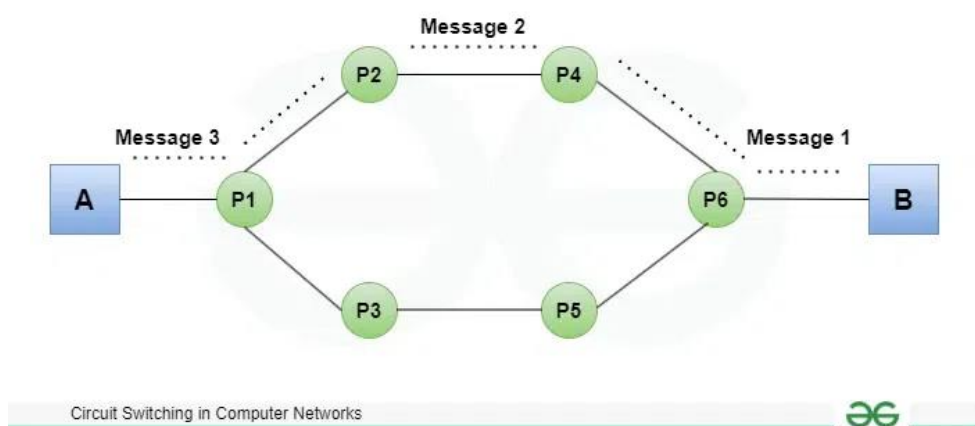 Message 2
P2
P4
Message 3
Message 1
A
P1
P6
B
P3
P5
Circuit Switching in Computer Networks